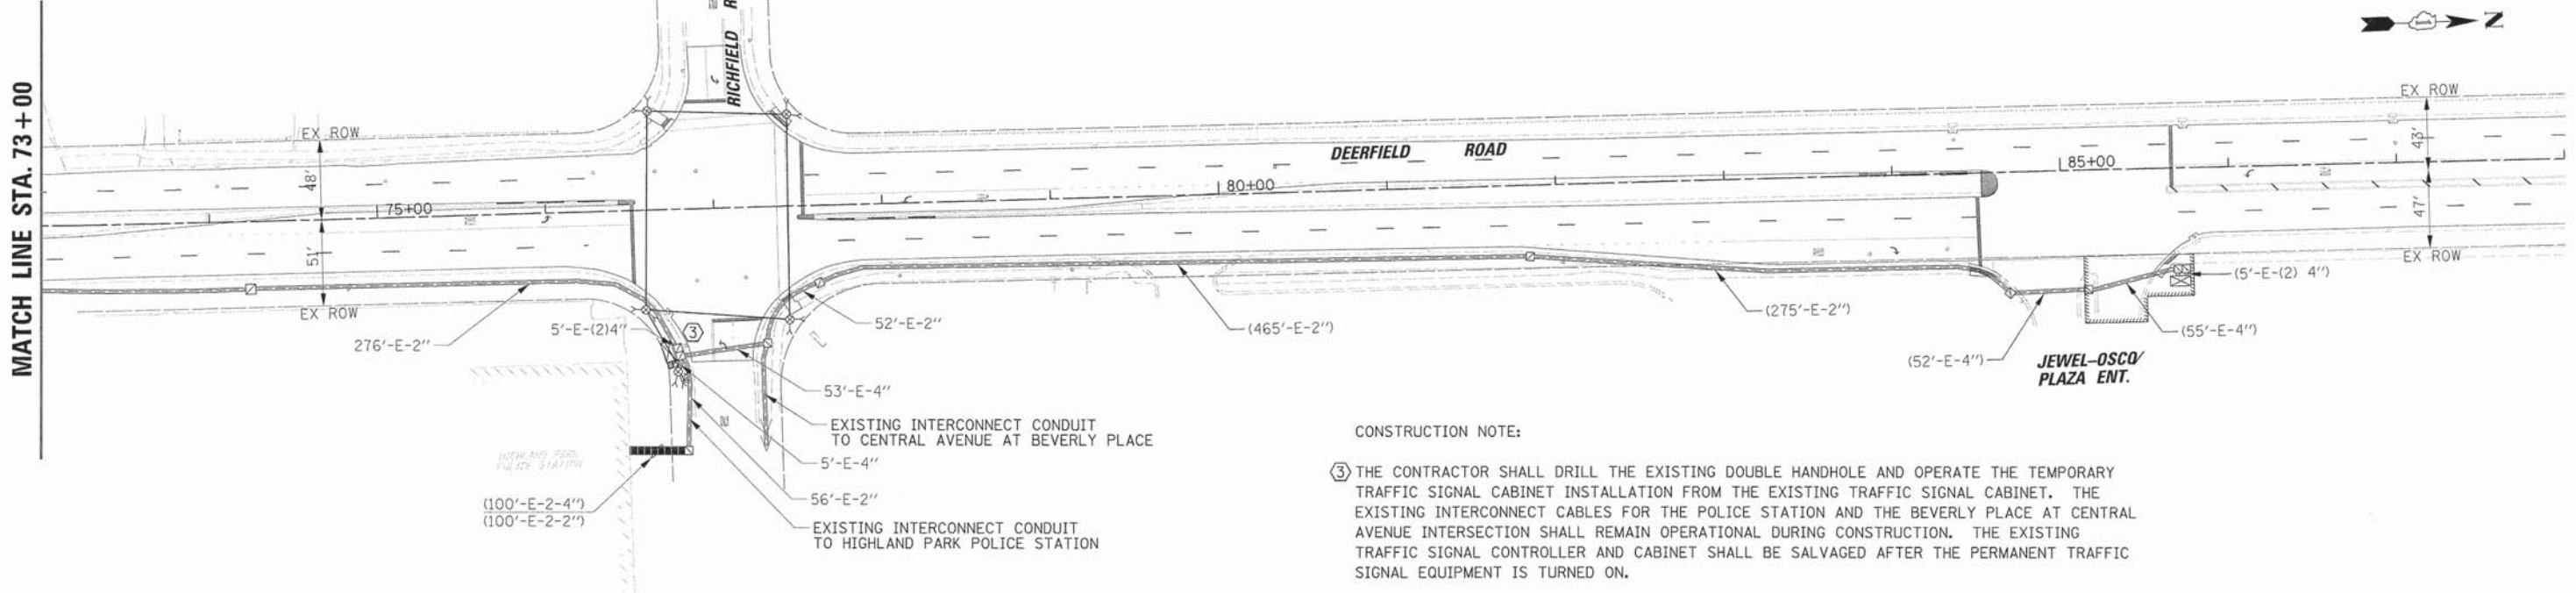 MATCH LINE STA. 73+00
RICHFIELD
N
EX ROW
48'
75+00
51'
EX ROW
DEERFIELD ROAD
80+00
85+00
EX ROW
43'
47'
EX ROW
276'-E-2"
5'-E-(2)4"
3
52'-E-2"
(465'-E-2")
(275'-E-2")
(5'-E-(2) 4")
(55'-E-4")
(52'-E-4")
JEWEL-OSCO/
PLAZA ENT.
53'-E-4"
EXISTING INTERCONNECT CONDUIT
TO CENTRAL AVENUE AT BEVERLY PLACE
5'-E-4"
56'-E-2"
HIGHLAND PARK
POLICE STATION
(100'-E-2-4")
(100'-E-2-2")
EXISTING INTERCONNECT CONDUIT
TO HIGHLAND PARK POLICE STATION
CONSTRUCTION NOTE:
3 THE CONTRACTOR SHALL DRILL THE EXISTING DOUBLE HANDHOLE AND OPERATE THE TEMPORARY
TRAFFIC SIGNAL CABINET INSTALLATION FROM THE EXISTING TRAFFIC SIGNAL CABINET. THE
EXISTING INTERCONNECT CABLES FOR THE POLICE STATION AND THE BEVERLY PLACE AT CENTRAL
AVENUE INTERSECTION SHALL REMAIN OPERATIONAL DURING CONSTRUCTION. THE EXISTING
TRAFFIC SIGNAL CONTROLLER AND CABINET SHALL BE SALVAGED AFTER THE PERMANENT TRAFFIC
SIGNAL EQUIPMENT IS TURNED ON.